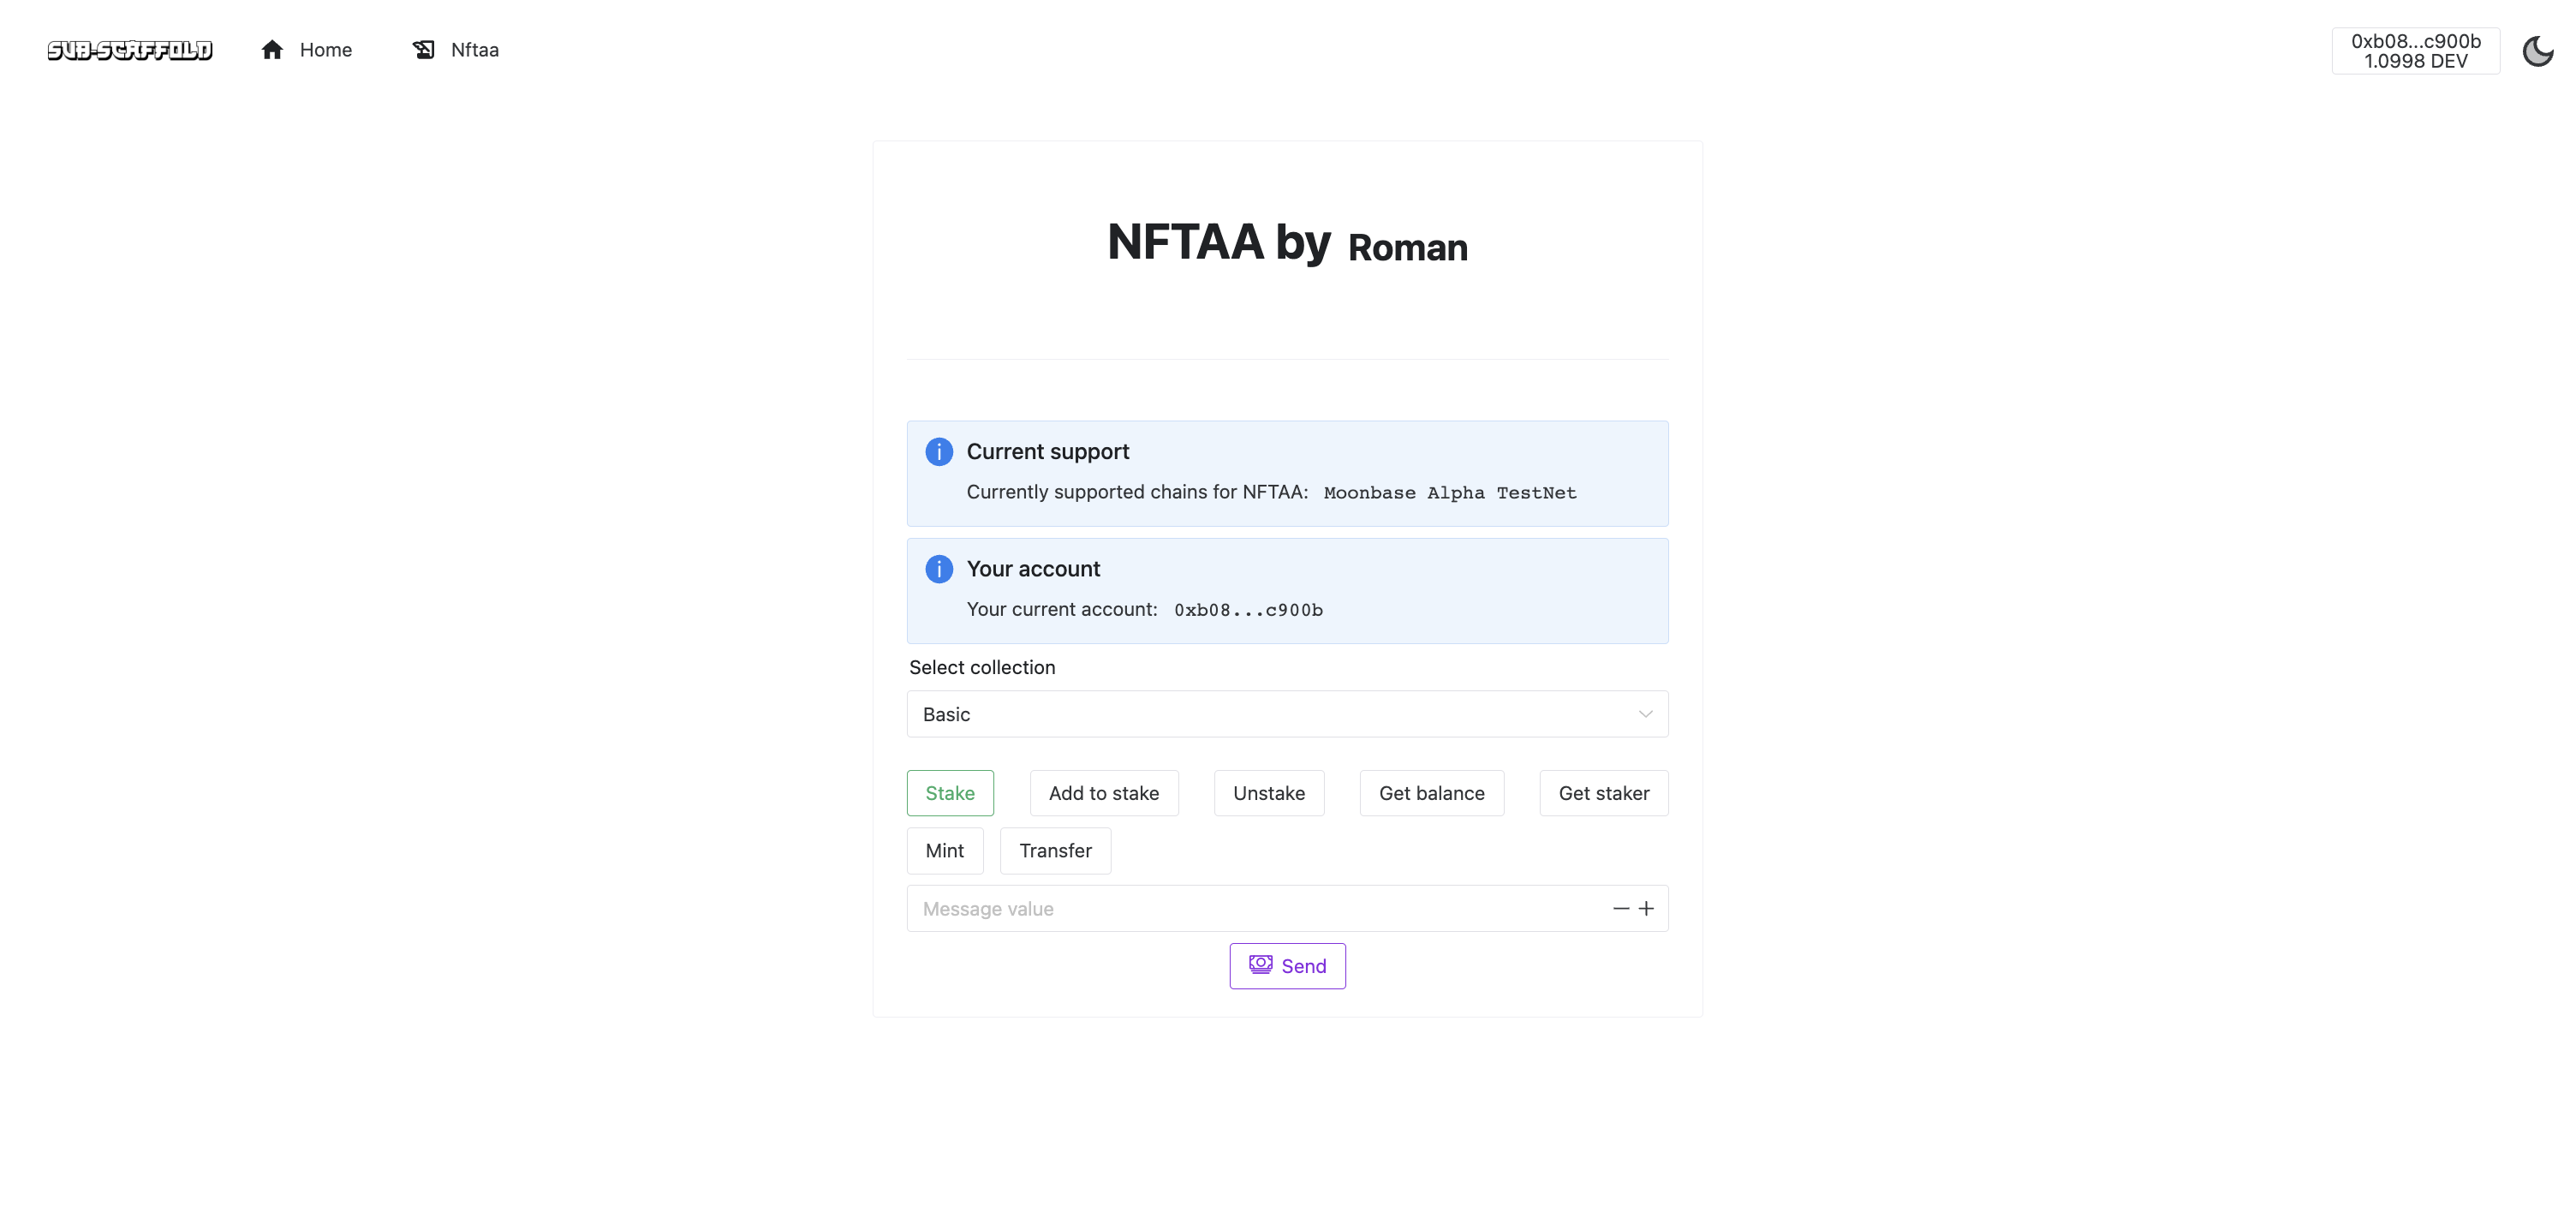 SUB-SCAFFOLD Home Nftaa 0xb08...c900b
1.0998 DEV
NFTAA by Roman
Current support
Currently supported chains for NFTAA: Moonbase Alpha TestNet
Your account
Your current account: 0xb08...c900b
Select collection
Basic
Stake Add to stake Unstake Get balance Get staker
Mint Transfer
Message value
Send